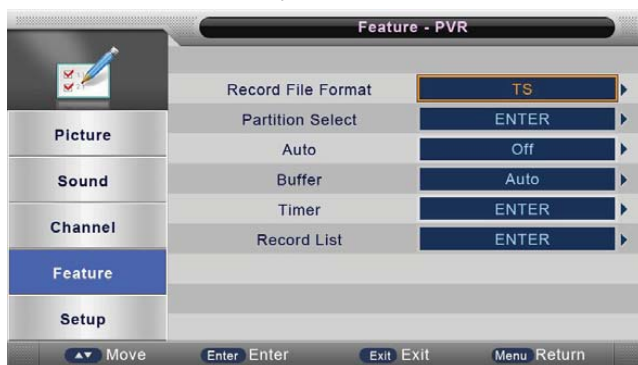 Feature - PVR
Record File Format TS
Partition Select ENTER
Auto Off
Buffer Auto
Timer ENTER
Record List ENTER
Picture
Sound
Channel
Feature
Setup
Move Enter Enter Exit Exit Menu Return